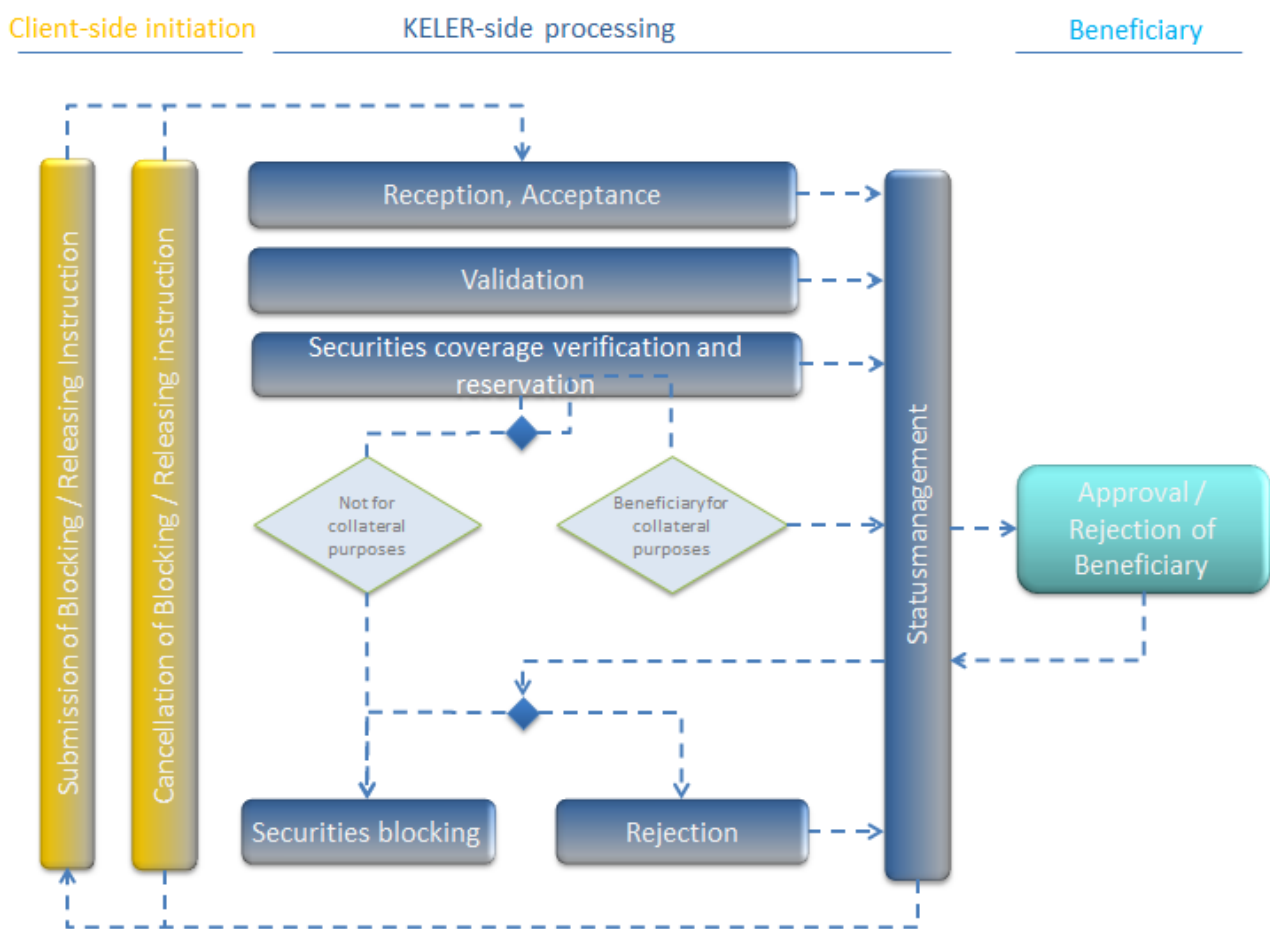 Client-side initiation
KELER-side processing
Beneficiary
Submission of Blocking / Releasing Instruction
Cancellation of Blocking / Releasing instruction
Reception, Acceptance
Validation
Securities coverage verification and
reservation
Not for
collateral
purposes
Beneficiary for
collateral
purposes
Statusmanagement
Approval /
Rejection of
Beneficiary
Securities blocking
Rejection